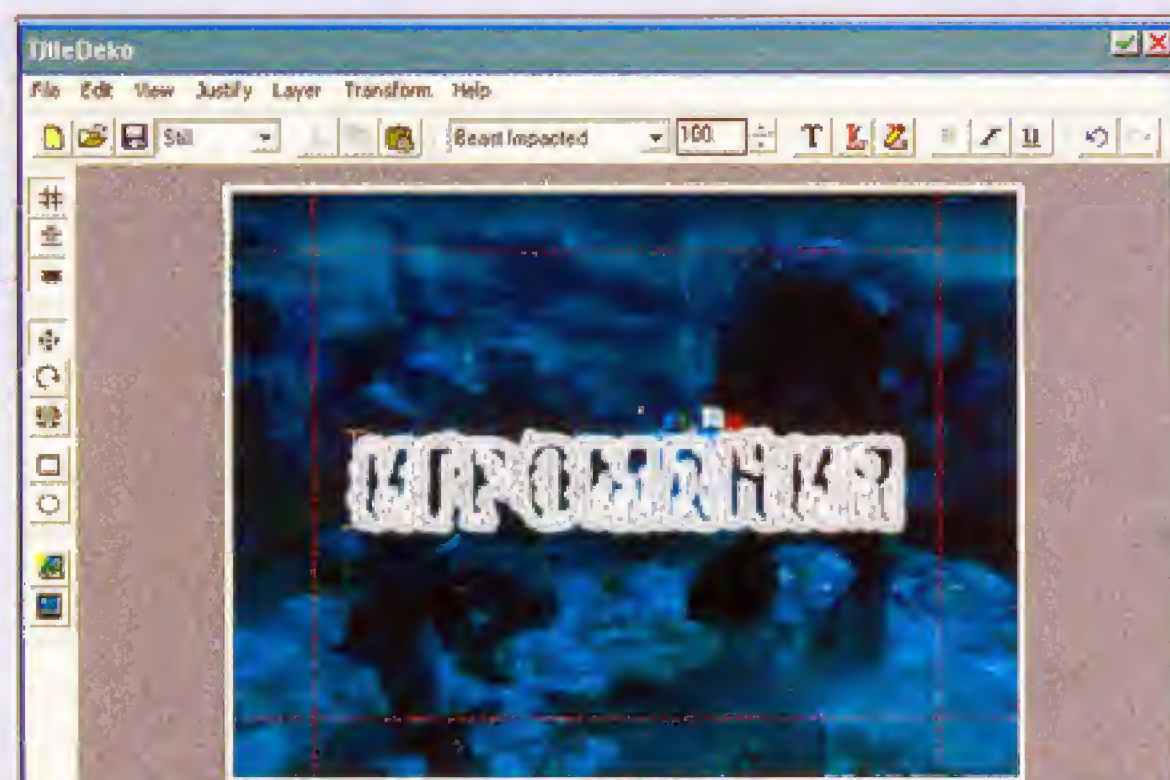 TitleDeko
File Edit View Justify Layer Transform Help
Still Beast Impacted 100. T L Z I U